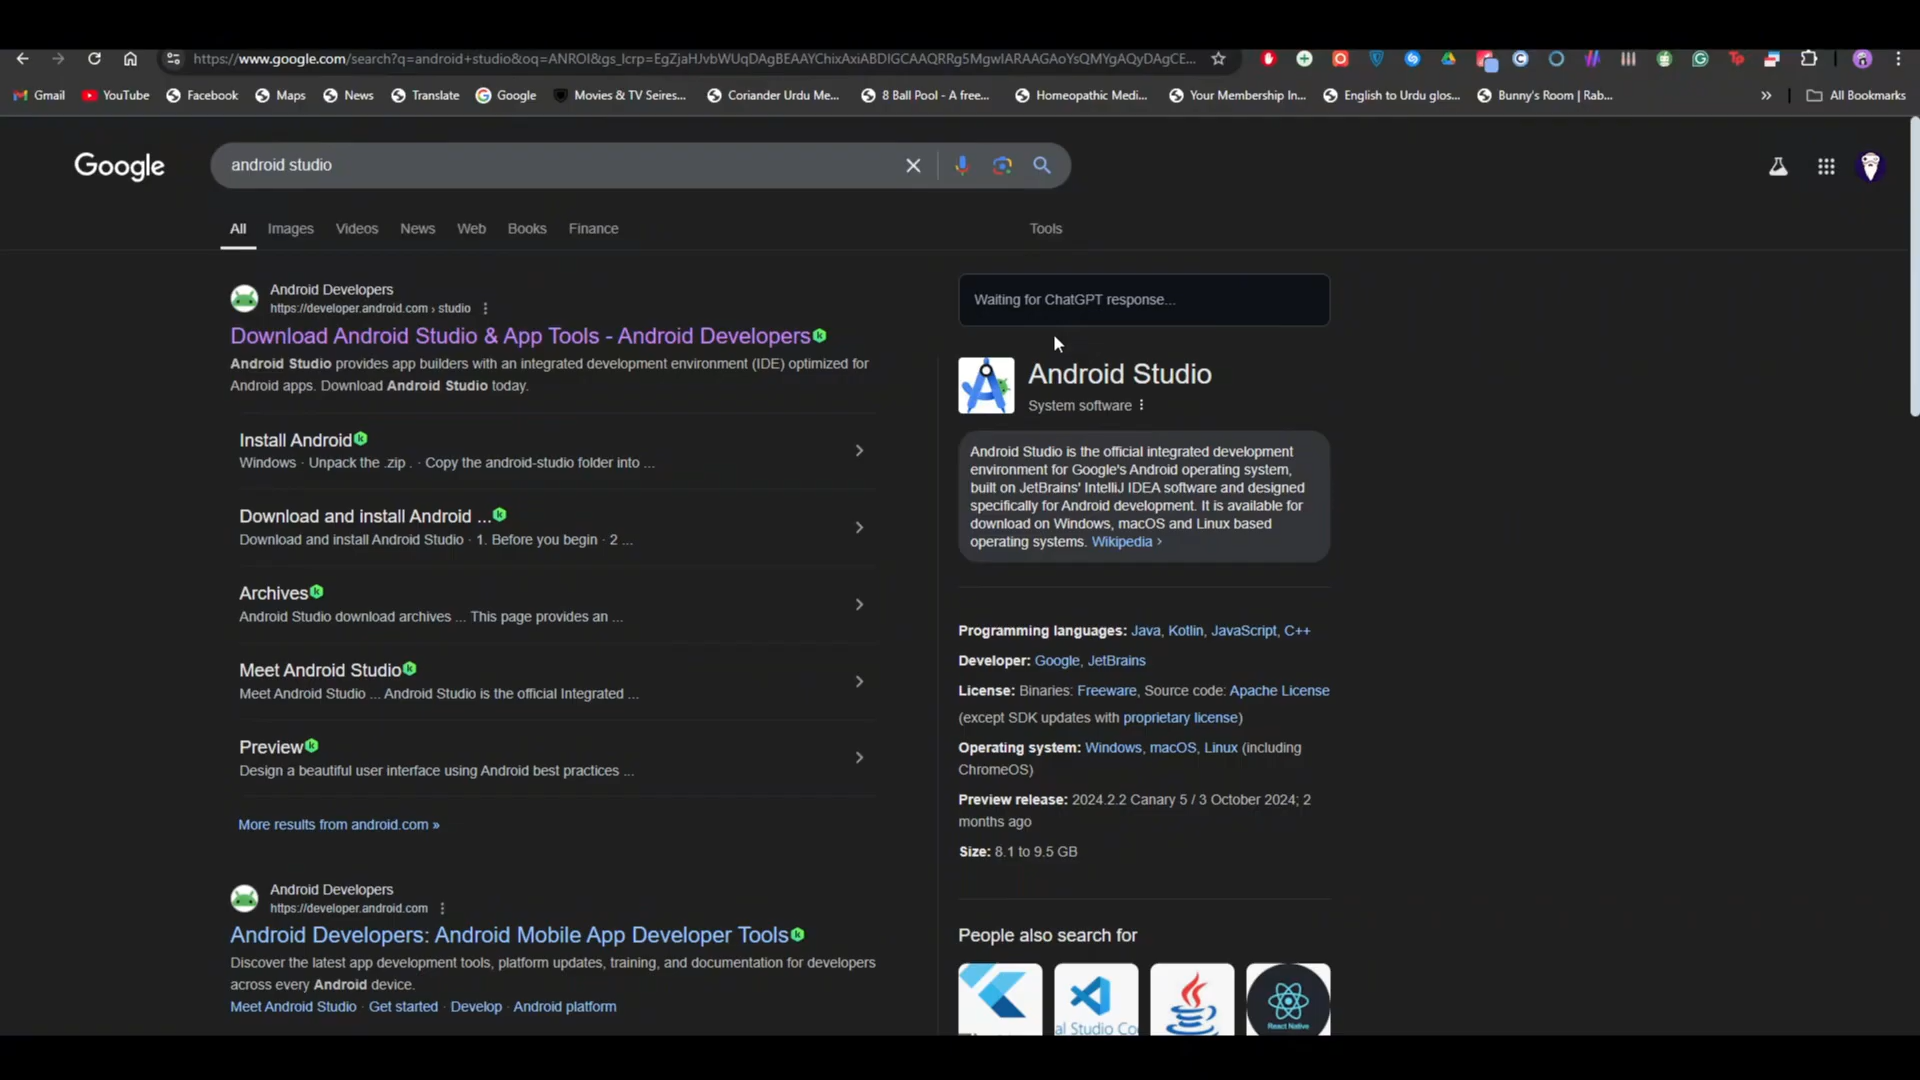 https://www.google.com/search?q=android+studio&oq=ANROI&gs_lcrp=EgZjaHJvbWUqDAgBEAAYChixAxiABDIGCAAQRRg5MgwIARAAGAoYsQMYgAQyDAgCE...
Gmail YouTube Facebook Maps News Translate Google Movies & TV Seires... Coriander Urdu Me... 8 Ball Pool - A free... Homeopathic Medi... Your Membership In... English to Urdu glos... Bunny's Room | Rab... » All Bookmarks
Google
android studio
All Images Videos News Web Books Finance Tools
Android Developers
https://developer.android.com › studio
Download Android Studio & App Tools - Android Developers
Android Studio provides app builders with an integrated development environment (IDE) optimized for
Android apps. Download Android Studio today.
Install Android
Windows · Unpack the .zip . · Copy the android-studio folder into ...
Download and install Android ...
Download and install Android Studio · 1. Before you begin · 2 ...
Archives
Android Studio download archives ... This page provides an ...
Meet Android Studio
Meet Android Studio ... Android Studio is the official Integrated ...
Preview
Design a beautiful user interface using Android best practices ...
More results from android.com »
Android Developers
https://developer.android.com
Android Developers: Android Mobile App Developer Tools
Discover the latest app development tools, platform updates, training, and documentation for developers
across every Android device.
Meet Android Studio · Get started · Develop · Android platform
Waiting for ChatGPT response...
Android Studio
System software
Android Studio is the official integrated development
environment for Google's Android operating system,
built on JetBrains' IntelliJ IDEA software and designed
specifically for Android development. It is available for
download on Windows, macOS and Linux based
operating systems. Wikipedia ›
Programming languages: Java, Kotlin, JavaScript, C++
Developer: Google, JetBrains
License: Binaries: Freeware, Source code: Apache License
(except SDK updates with proprietary license)
Operating system: Windows, macOS, Linux (including
ChromeOS)
Preview release: 2024.2.2 Canary 5 / 3 October 2024; 2
months ago
Size: 8.1 to 9.5 GB
People also search for
al Studio Co
React Native